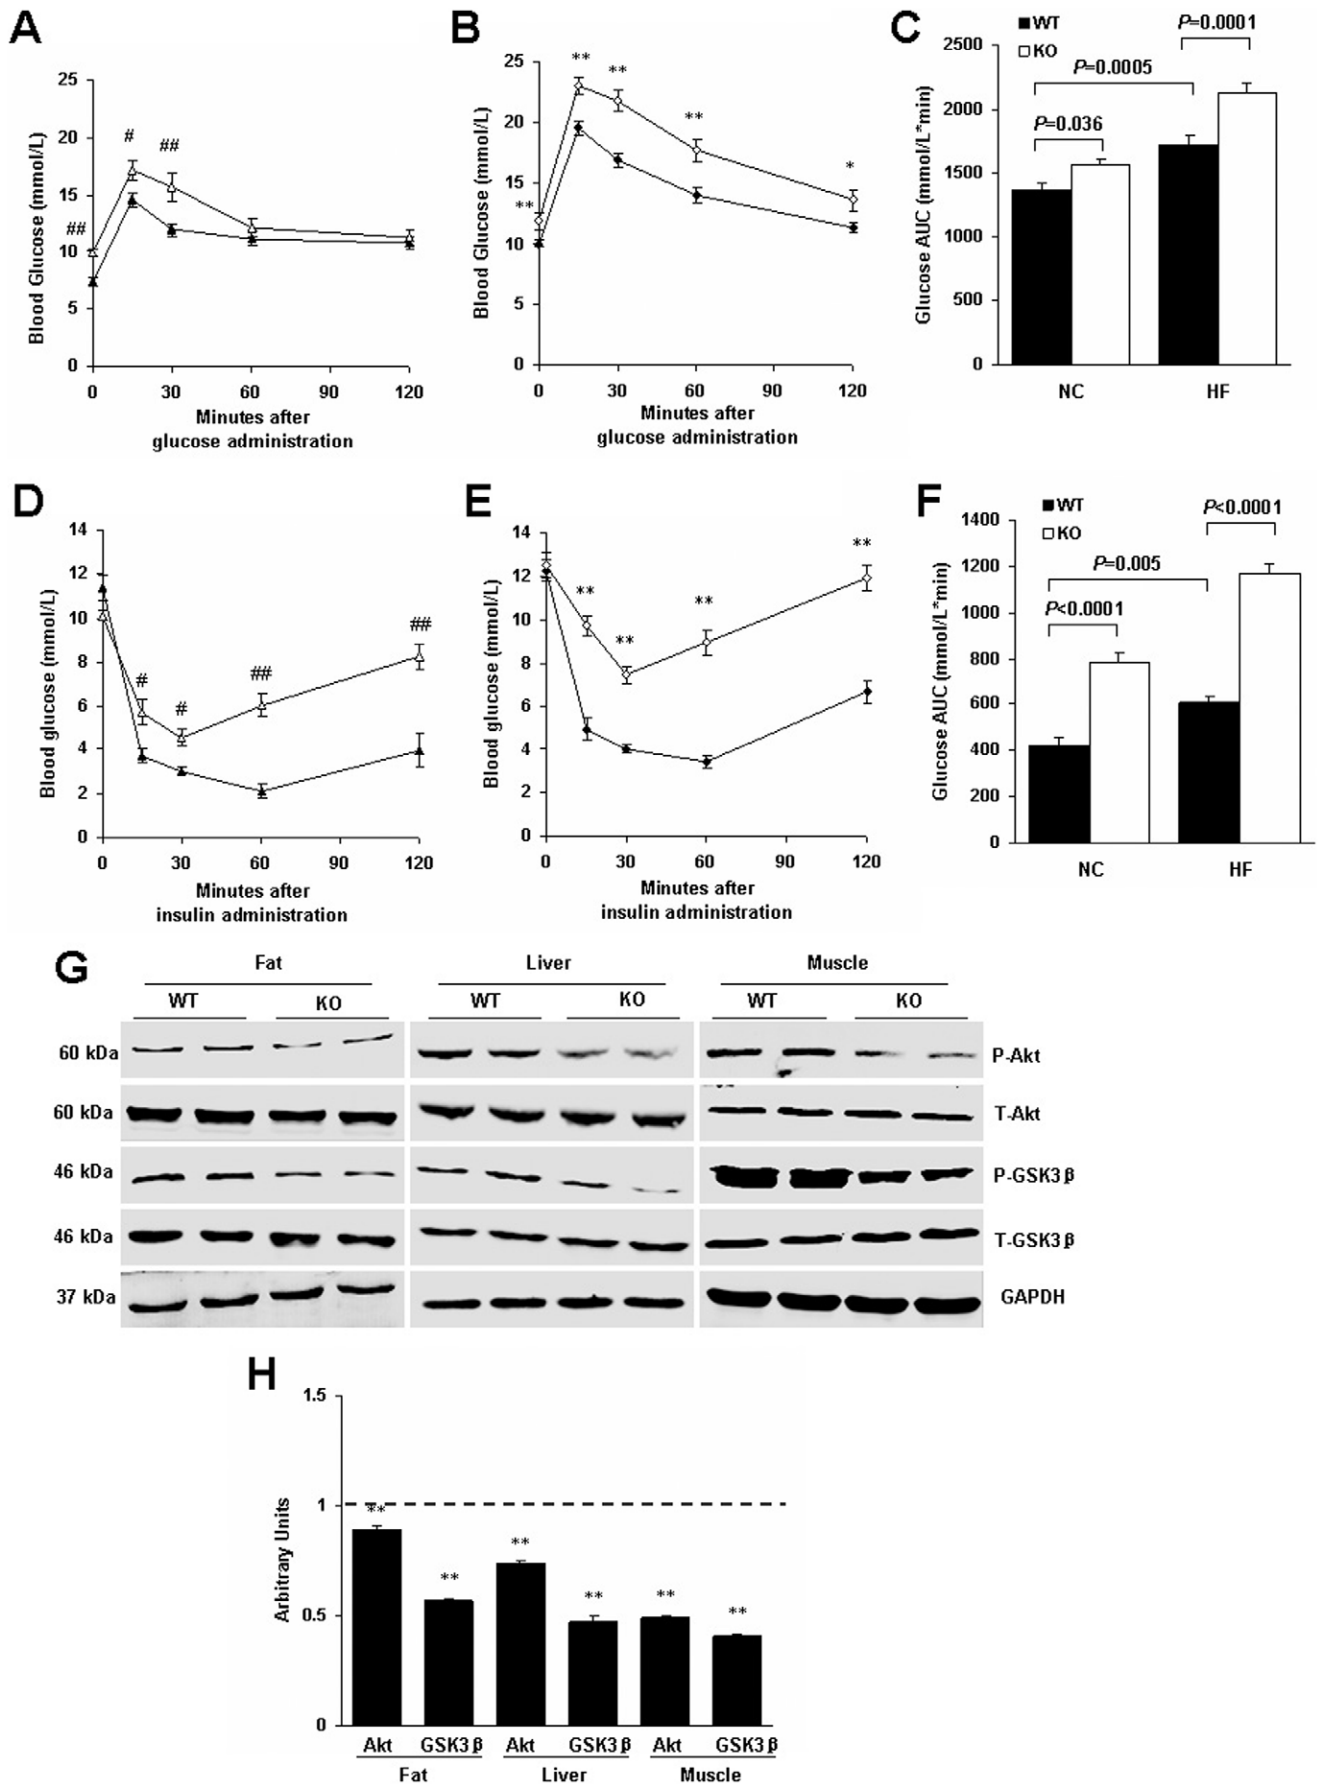 A
25
20
15
10
5
0
Blood Glucose (mmol/L)
##
#
##
0 30 60 90 120
Minutes after
glucose administration
B
25
20
15
10
5
0
Blood Glucose (mmol/L)
**
**
**
**
*
0 30 60 90 120
Minutes after
glucose administration
C
WT
KO
P=0.0001
P=0.0005
P=0.036
2500
2000
1500
1000
500
0
Glucose AUC (mmol/L*min)
NC HF
D
14
12
10
8
6
4
2
0
Blood glucose (mmol/L)
#
#
##
##
0 30 60 90 120
Minutes after
insulin administration
E
14
12
10
8
6
4
2
0
Blood glucose (mmol/L)
**
**
**
**
0 30 60 90 120
Minutes after
insulin administration
F
WT
KO
P<0.0001
P=0.005
P<0.0001
1400
1200
1000
800
600
400
200
0
Glucose AUC (mmol/L*min)
NC HF
G
Fat Liver Muscle
WT KO WT KO WT KO
60 kDa P-Akt
60 kDa T-Akt
46 kDa P-GSK3β
46 kDa T-GSK3β
37 kDa GAPDH
H
1.5
1
0.5
0
Arbitrary Units
**
**
**
**
**
**
Akt GSK3β Akt GSK3β Akt GSK3β
Fat Liver Muscle